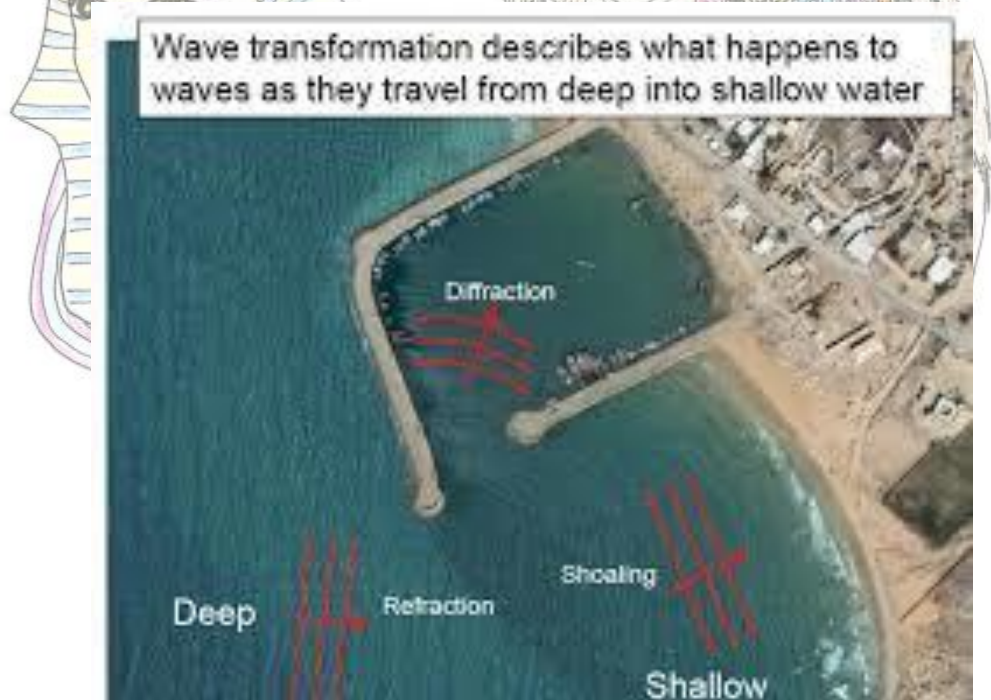 Wave transformation describes what happens to
waves as they travel from deep into shallow water
Diffraction
Shoaling
Deep
Refraction
Shallow